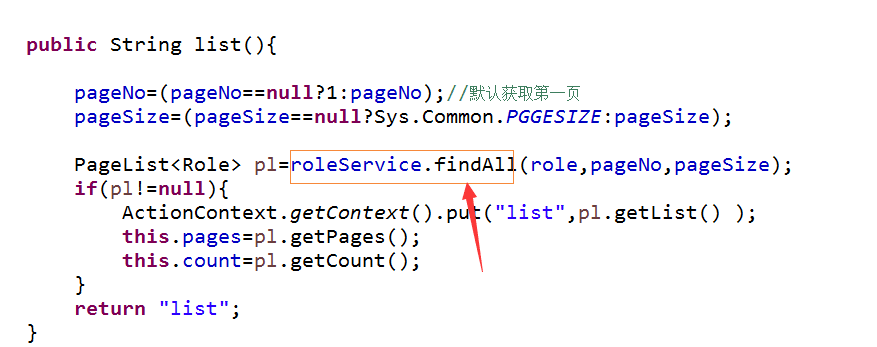 public String list(){
pageNo=(pageNo==null?1:pageNo);//默认获取第一页
pageSize=(pageSize==null?Sys.Common.PGGESIZE:pageSize);
PageList<Role> pl=roleService.findAll(role,pageNo,pageSize);
if(pl!=null){
ActionContext.getContext().put("list",pl.getList() );
this.pages=pl.getPages();
this.count=pl.getCount();
}
return "list";
}